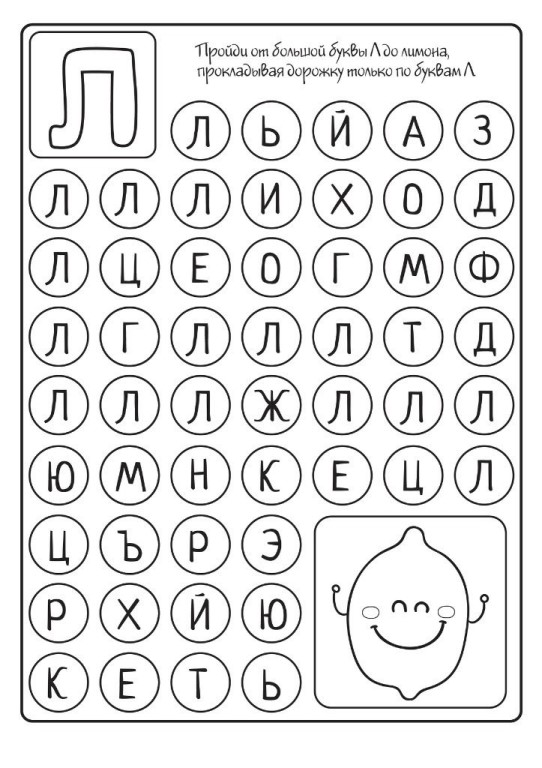 Л
Пройди от большой буквы Л до лимона,
прокладывая дорожку только по буквам Л.
Л Ь Й А З
Л Л Л И Х О Д
Л Ц Е О Г М Ф
Л Г Л Л Л Т Д
Л Л Л Ж Л Л Л
Ю М Н К Е Ц Л
Ц Ъ Р Э
Р Х Й Ю
К Е Т Ь